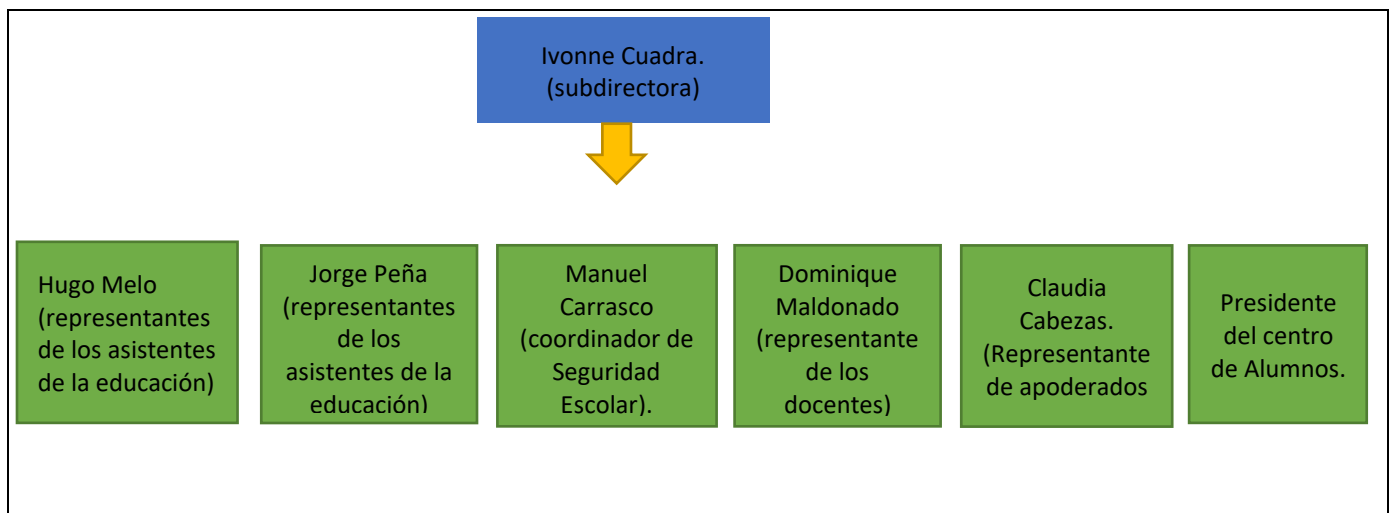 Ivonne Cuadra.
(subdirectora)
Hugo Melo
(representantes
de los asistentes
de la educación)
Jorge Peña
(representantes
de los
asistentes de la
educación)
Manuel
Carrasco
(coordinador de
Seguridad
Escolar).
Dominique
Maldonado
(representante
de los
docentes)
Claudia
Cabezas.
(Representante
de apoderados
Presidente
del centro
de Alumnos.